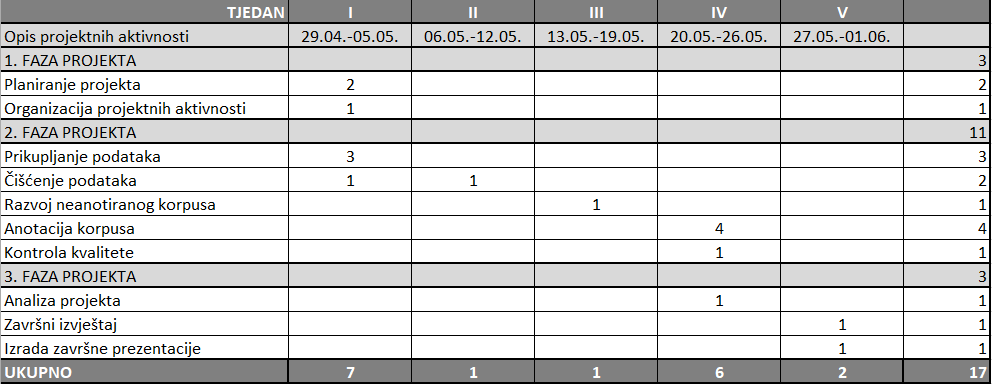 TJEDAN I II III IV V
Opis projektnih aktivnosti 29.04.-05.05. 06.05.-12.05. 13.05.-19.05. 20.05.-26.05. 27.05.-01.06.
1. FAZA PROJEKTA 3
Planiranje projekta 2 2
Organizacija projektnih aktivnosti 1 1
2. FAZA PROJEKTA 11
Prikupljanje podataka 3 3
Čišćenje podataka 1 1 2
Razvoj neanotiranog korpusa 1 1
Anotacija korpusa 4 4
Kontrola kvalitete 1 1
3. FAZA PROJEKTA 3
Analiza projekta 1 1
Završni izvještaj 1 1
Izrada završne prezentacije 1 1
UKUPNO 7 1 1 6 2 17